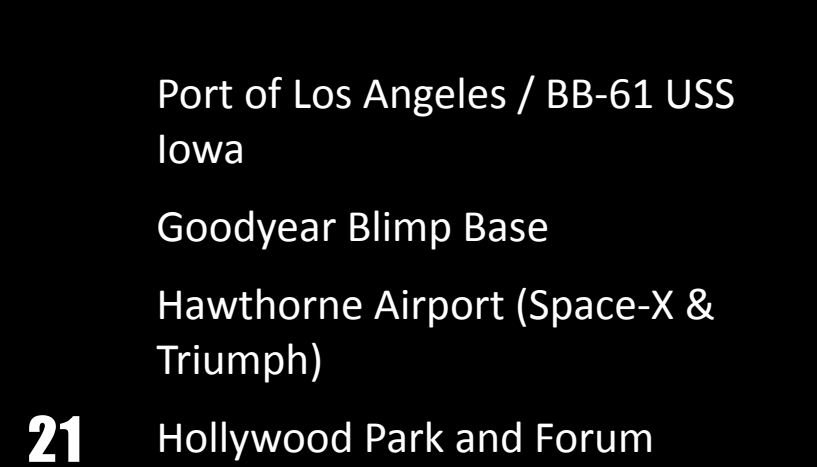 Port of Los Angeles / BB-61 USS
Iowa
Goodyear Blimp Base
Hawthorne Airport (Space-X &
Triumph)
21 Hollywood Park and Forum